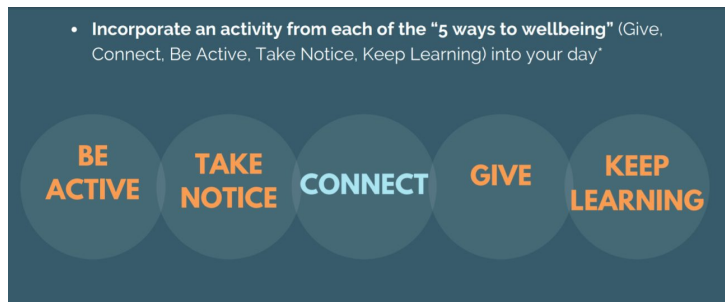 • Incorporate an activity from each of the “5 ways to wellbeing” (Give,
Connect, Be Active, Take Notice, Keep Learning) into your day*
BE
ACTIVE
TAKE
NOTICE
CONNECT
GIVE
KEEP
LEARNING